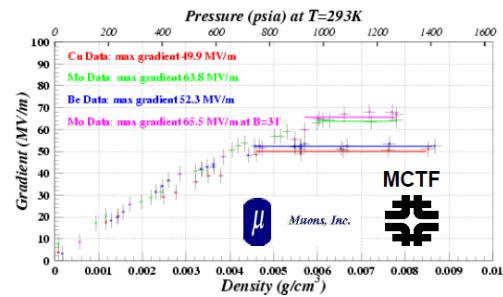 Pressure (psia) at T=293K
0 200 400 600 800 1000 1200 1400
Gradient (MV/m)
100
90
80
70
60
50
40
30
20
10
0
Cu Data: max gradient 49.9 MV/m
Mo Data: max gradient 63.8 MV/m
Be Data: max gradient 52.3 MV/m
Mo Data: max gradient 65.5 MV/m at B=3T
MCTF
μ
Muons, Inc.
0 0.001 0.002 0.003 0.004 0.005 0.006 0.007 0.008 0.009 0.01
Density (g/cm³)